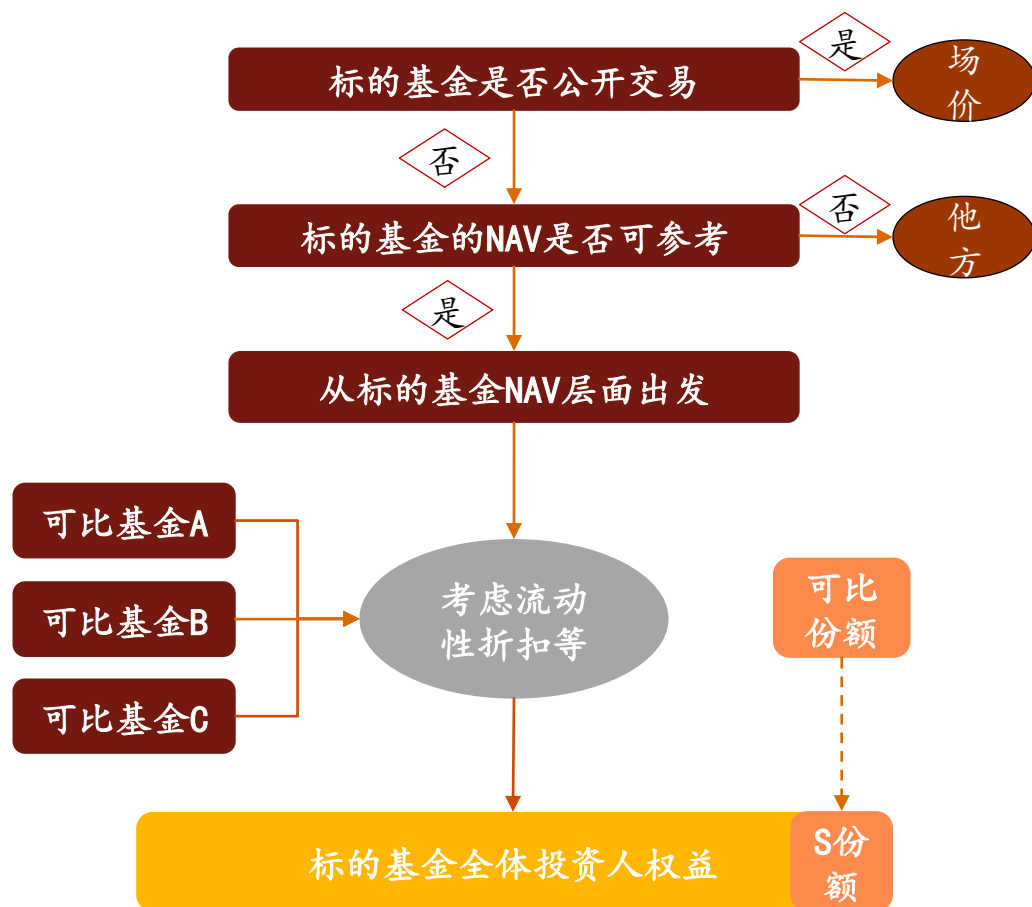 标的基金是否公开交易
是
场
价
否
标的基金的NAV是否可参考
否
他
方
是
从标的基金NAV层面出发
可比基金A
可比基金B
可比基金C
考虑流动
性折扣等
可比
份额
标的基金全体投资人权益
S份
额